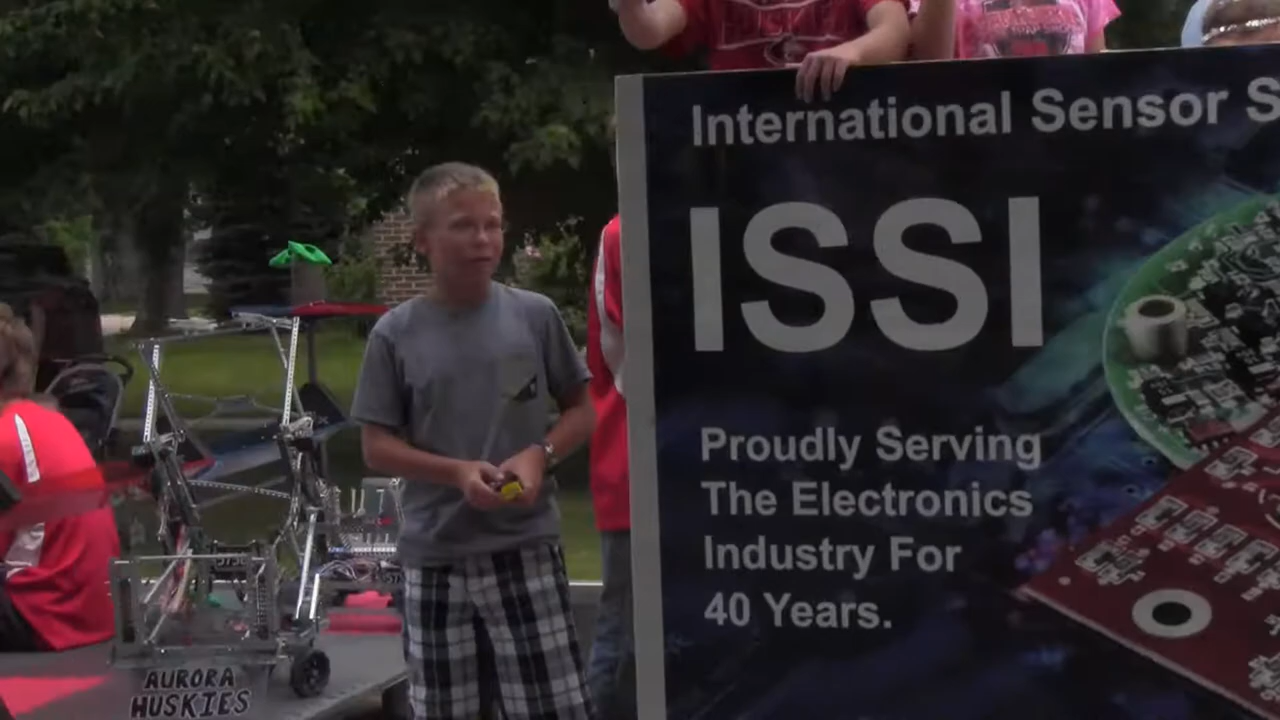 International Sensor S
ISSI
Proudly Serving
The Electronics
Industry For
40 Years.
AURORA
HUSKIES